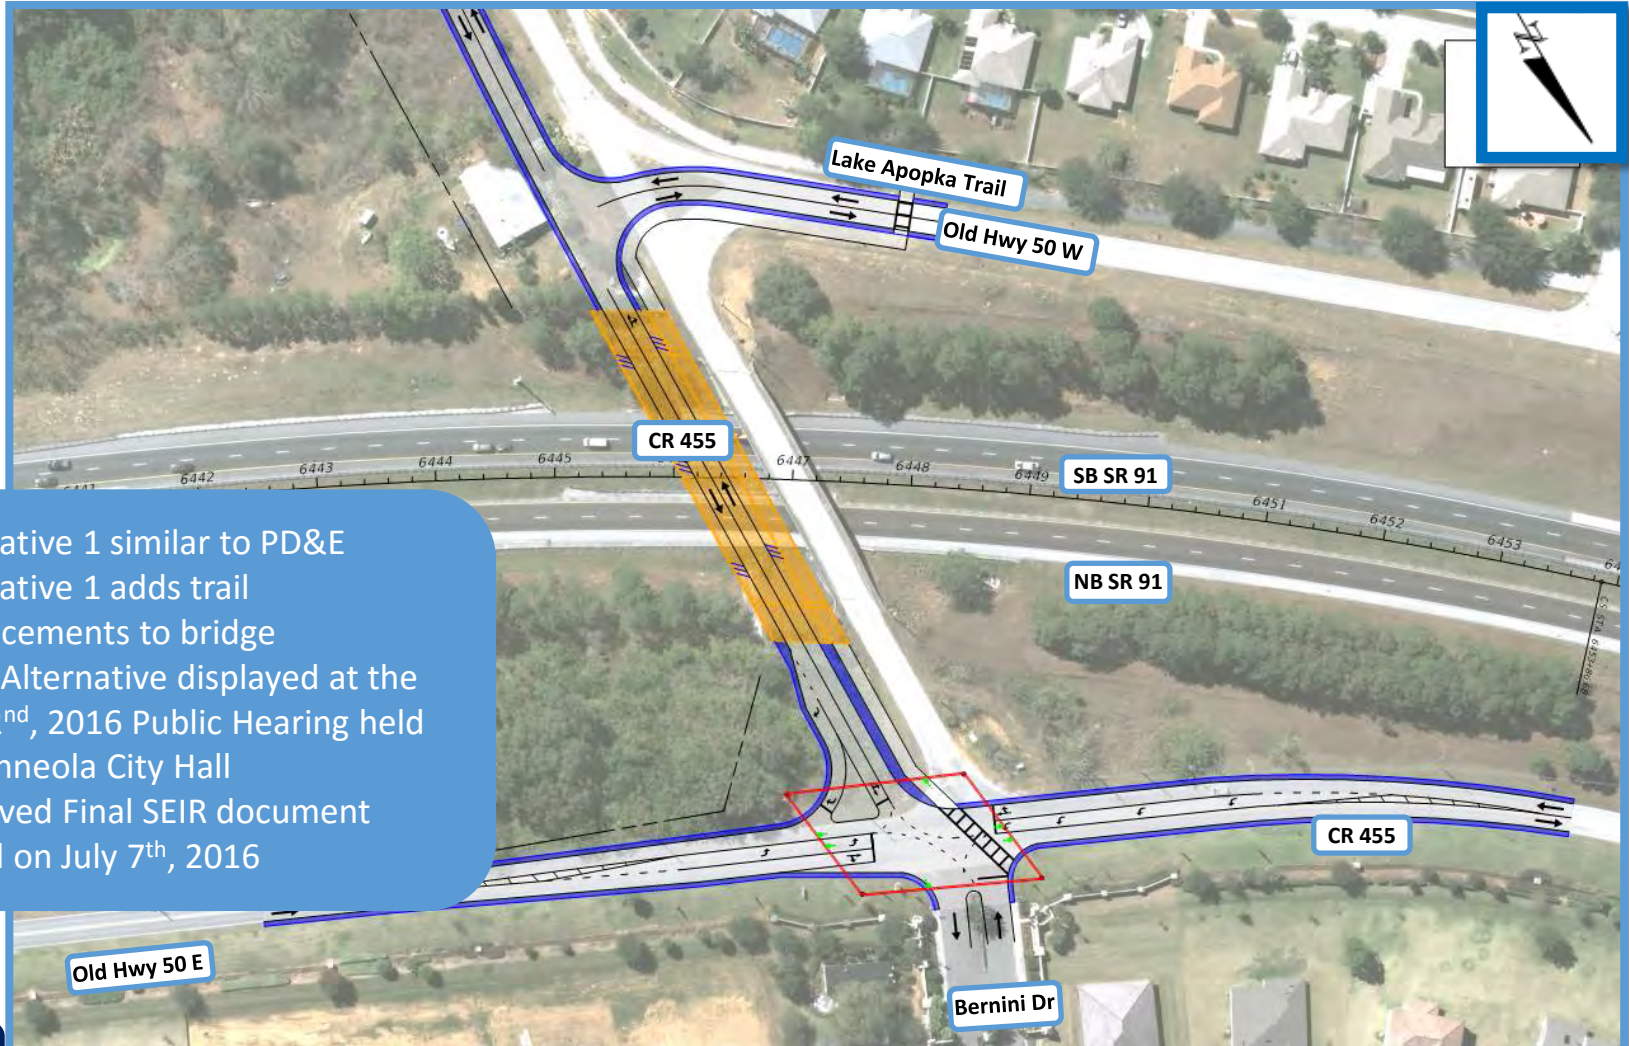 N
Lake Apopka Trail
Old Hwy 50 W
CR 455
6442
6443
6444
6445
6447
6448
6449
SB SR 91
6451
6452
6453
NB SR 91
ative 1 similar to PD&E
ative 1 adds trail
cements to bridge
Alternative displayed at the
nd, 2016 Public Hearing held
nneola City Hall
ved Final SEIR document
on July 7th, 2016
CR 455
Old Hwy 50 E
Bernini Dr